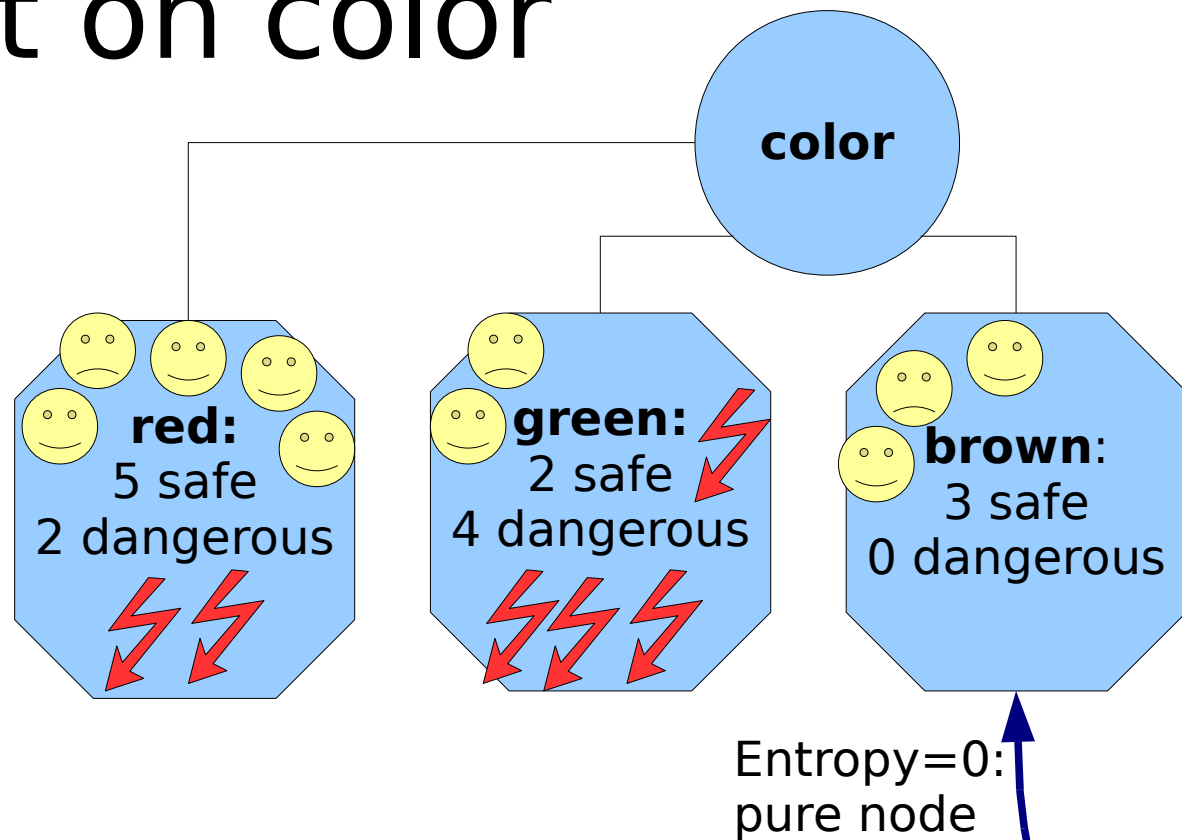 t on color
color
red:
5 safe
2 dangerous
green:
2 safe
4 dangerous
brown:
3 safe
0 dangerous
Entropy=0:
pure node